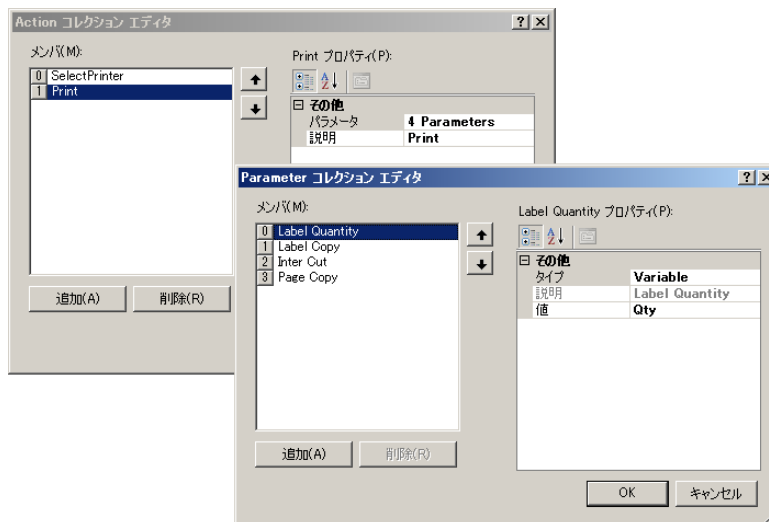 Action コレクション エディタ
メンバ(M):
0 SelectPrinter
1 Print
Print プロパティ(P):
その他
パラメータ 4 Parameters
説明 Print
追加(A) 削除(R)
Parameter コレクション エディタ
メンバ(M):
0 Label Quantity
1 Label Copy
2 Inter Cut
3 Page Copy
Label Quantity プロパティ(P):
その他
タイプ Variable
説明 Label Quantity
値 Qty
追加(A) 削除(R)
OK キャンセル